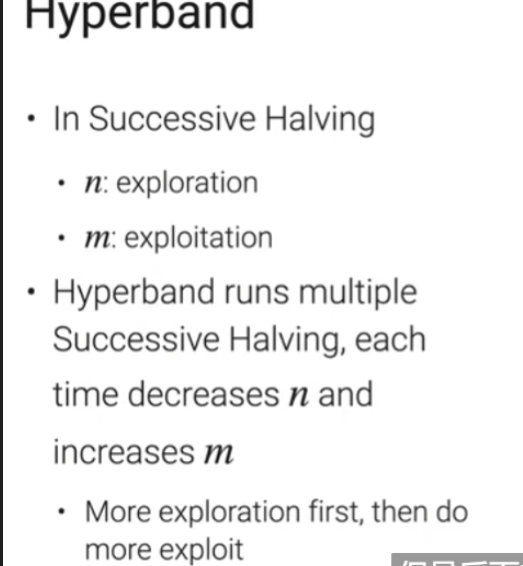 Hyperband
• In Successive Halving
• n: exploration
• m: exploitation
• Hyperband runs multiple
Successive Halving, each
time decreases n and
increases m
• More exploration first, then do
more exploit